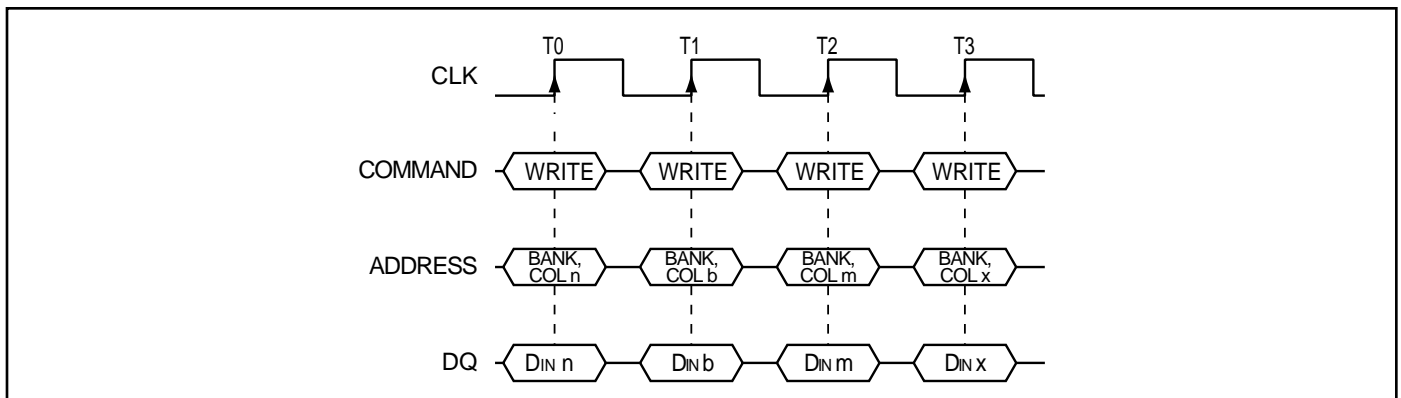 T0 T1 T2 T3
CLK
COMMAND WRITE WRITE WRITE WRITE
BANK, BANK, BANK, BANK,
ADDRESS
COL n COL b COL m COL x
DQ DIN n DIN b DIN m DIN x